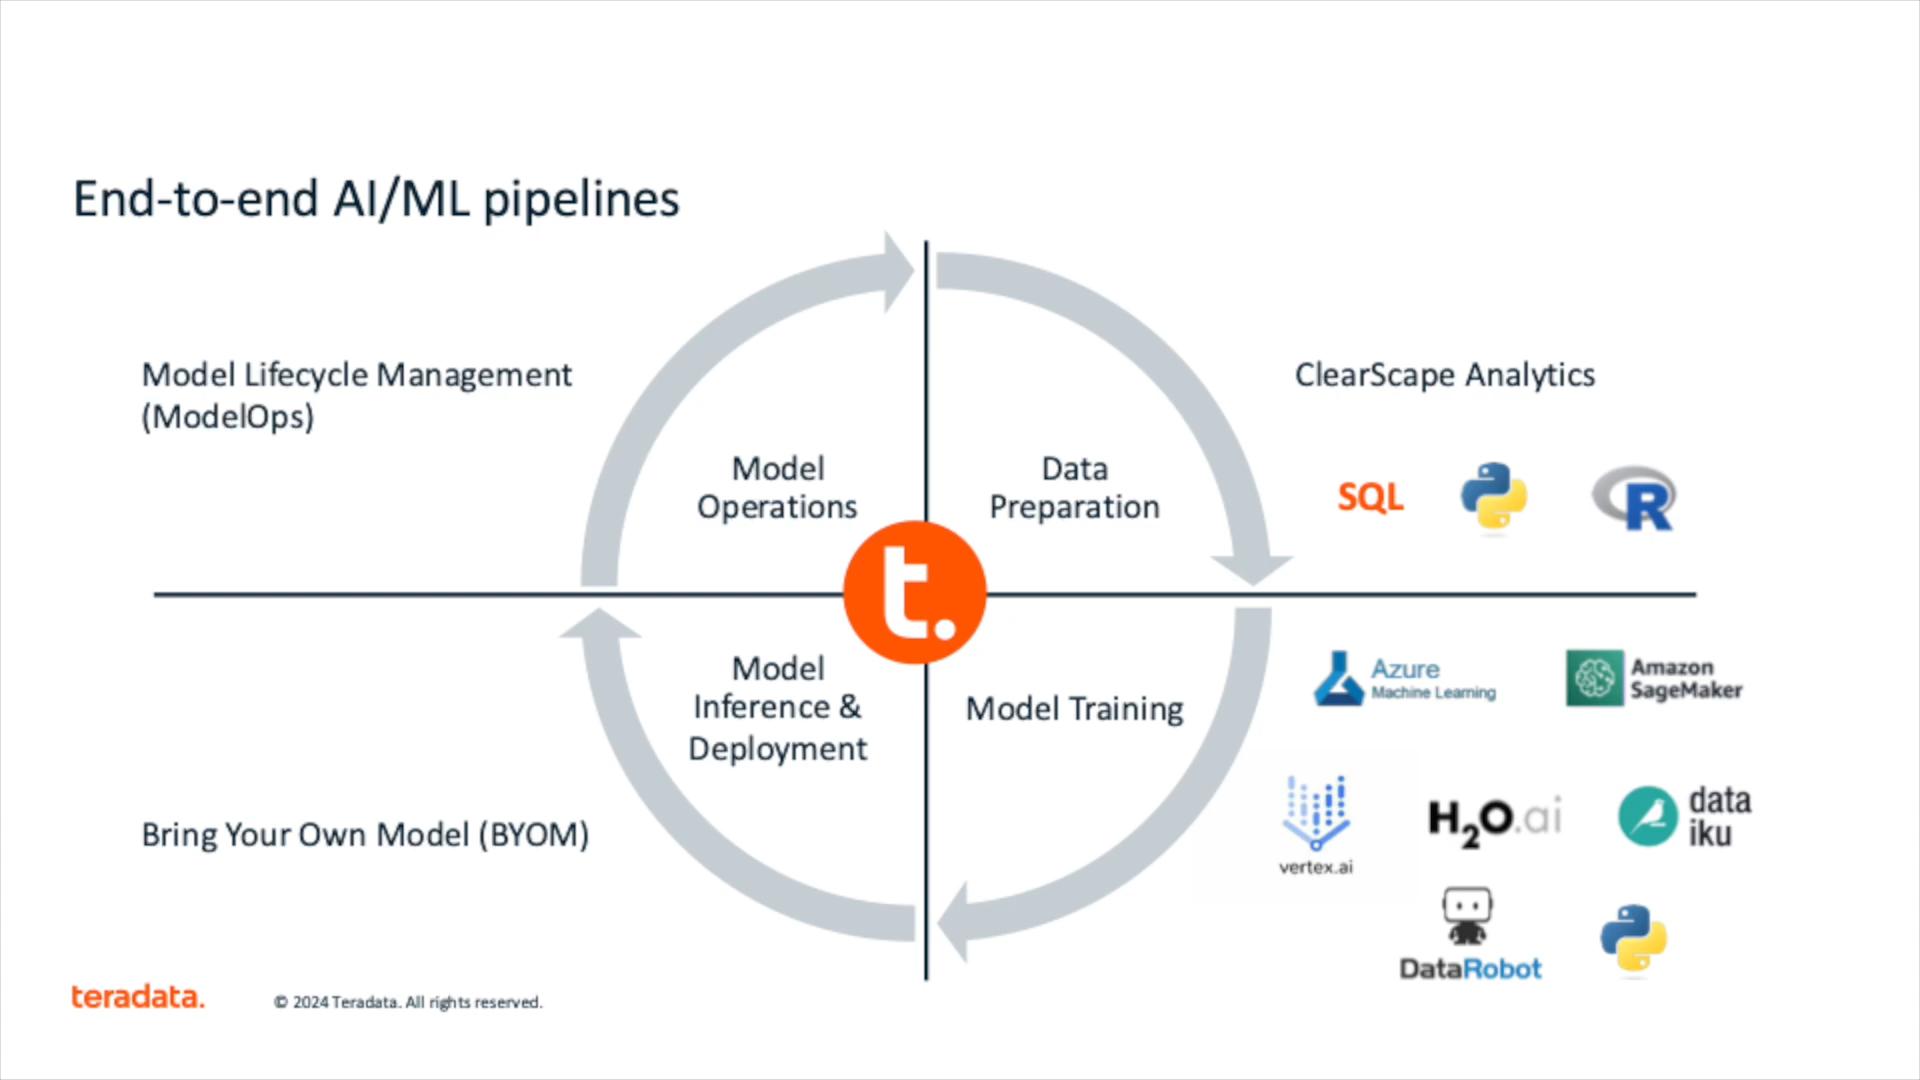 End-to-end AI/ML pipelines
Model Lifecycle Management
(ModelOps)
Model
Operations
Data
Preparation
ClearScape Analytics
SQL
R
t.
Model
Inference &
Deployment
Model Training
Bring Your Own Model (BYOM)
Azure
Machine Learning
Amazon
SageMaker
vertex.ai
H2O.ai
data
iku
DataRobot
teradata.
© 2024 Teradata. All rights reserved.